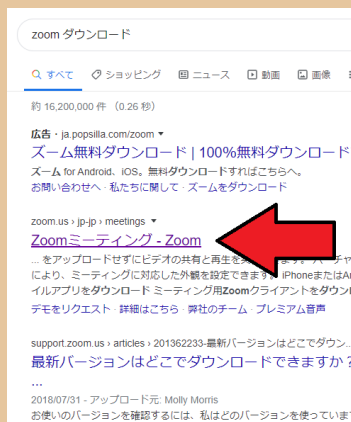 zoom ダウンロード
すべて ショッピング ニュース 動画 画像
約 16,200,000 件 （0.26 秒）
広告 · ja.popsilla.com/zoom
ズーム無料ダウンロード | 100%無料ダウンロード
ズーム for Android、iOS。無料ダウンロードすればこちらへ。
お問い合わせへ · 私たちに関して · ズームをダウンロード
zoom.us › jp-jp › meetings
Zoomミーティング - Zoom
... をアップロードせずにビデオの共有と再生を
により、ミーティングに対応した外観を設定できます。 iPhoneまたは
イルアプリをダウンロード ミーティング用Zoomクライアントをダウン
デモをリクエスト · 詳細はこちら · 弊社のチーム · プレミアム音声
support.zoom.us › articles › 201362233-最新バージョンはどこでダウン...
最新バージョンはどこでダウンロードできますか？
...
2018/07/31 - アップロード元: Molly Morris
お使いのバージョンを確認するには、私はどのバージョンを使っていま